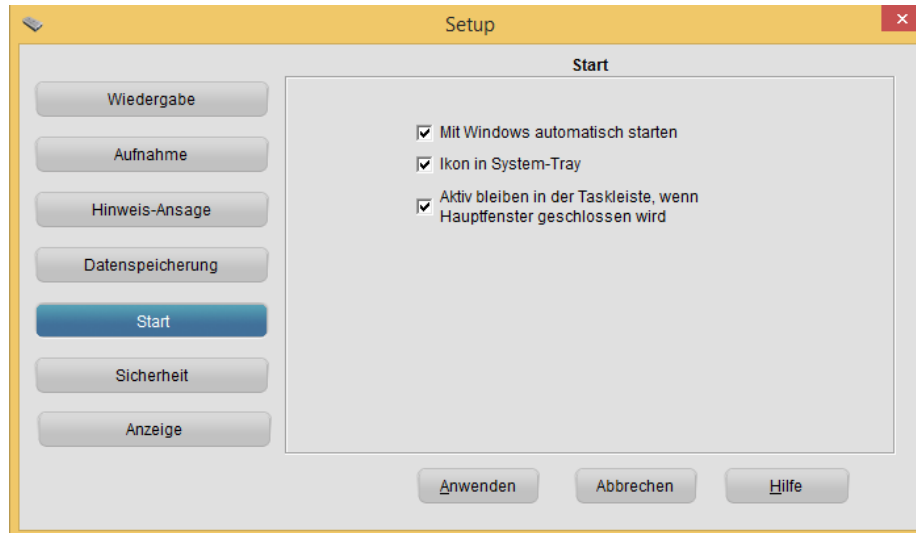 Setup
Start
Wiedergabe
Aufnahme
Hinweis-Ansage
Datenspeicherung
Start
Sicherheit
Anzeige
Mit Windows automatisch starten
Ikon in System-Tray
Aktiv bleiben in der Taskleiste, wenn
Hauptfenster geschlossen wird
Anwenden
Abbrechen
Hilfe